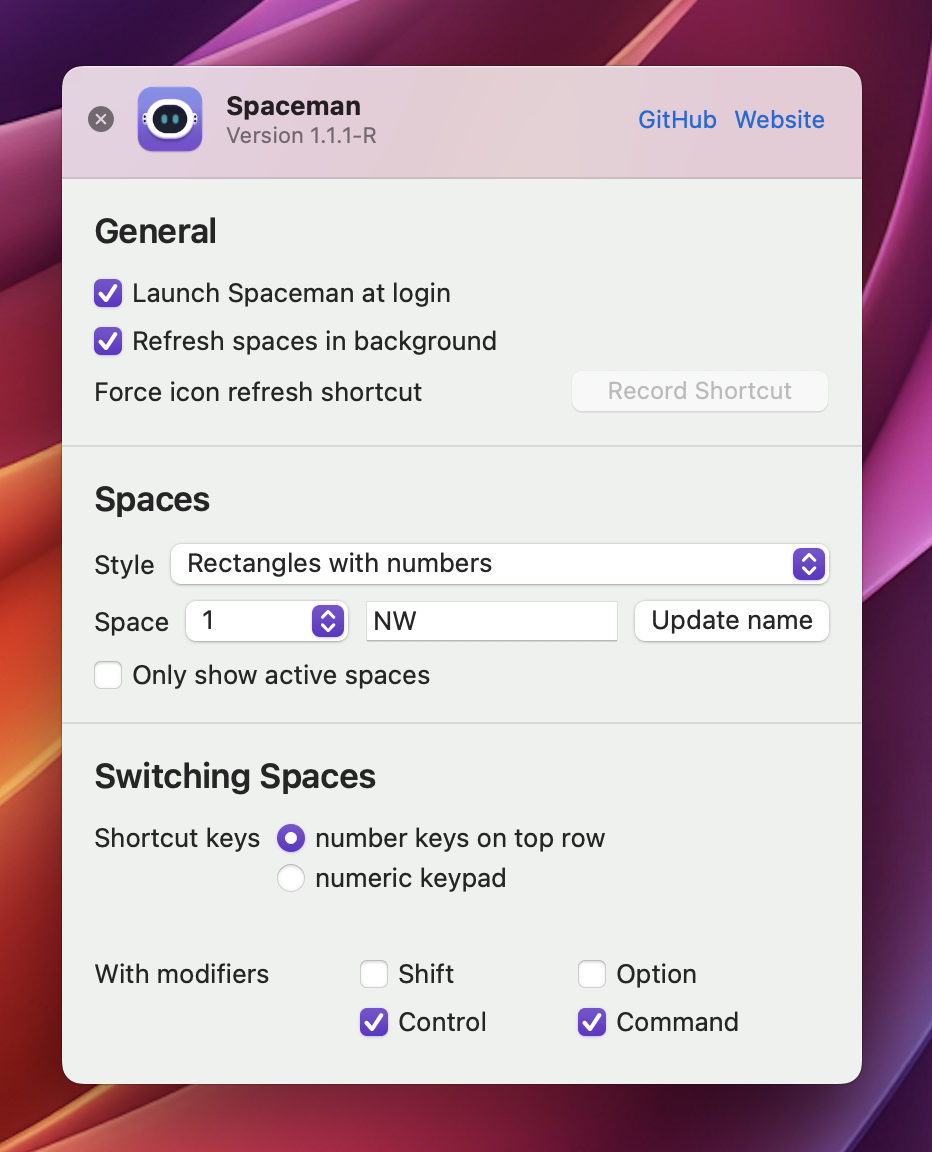 Spaceman
Version 1.1.1-R
GitHub Website
General
Launch Spaceman at login
Refresh spaces in background
Force icon refresh shortcut Record Shortcut
Spaces
Style Rectangles with numbers
Space 1 NW Update name
Only show active spaces
Switching Spaces
Shortcut keys number keys on top row
numeric keypad
With modifiers Shift Option
Control Command